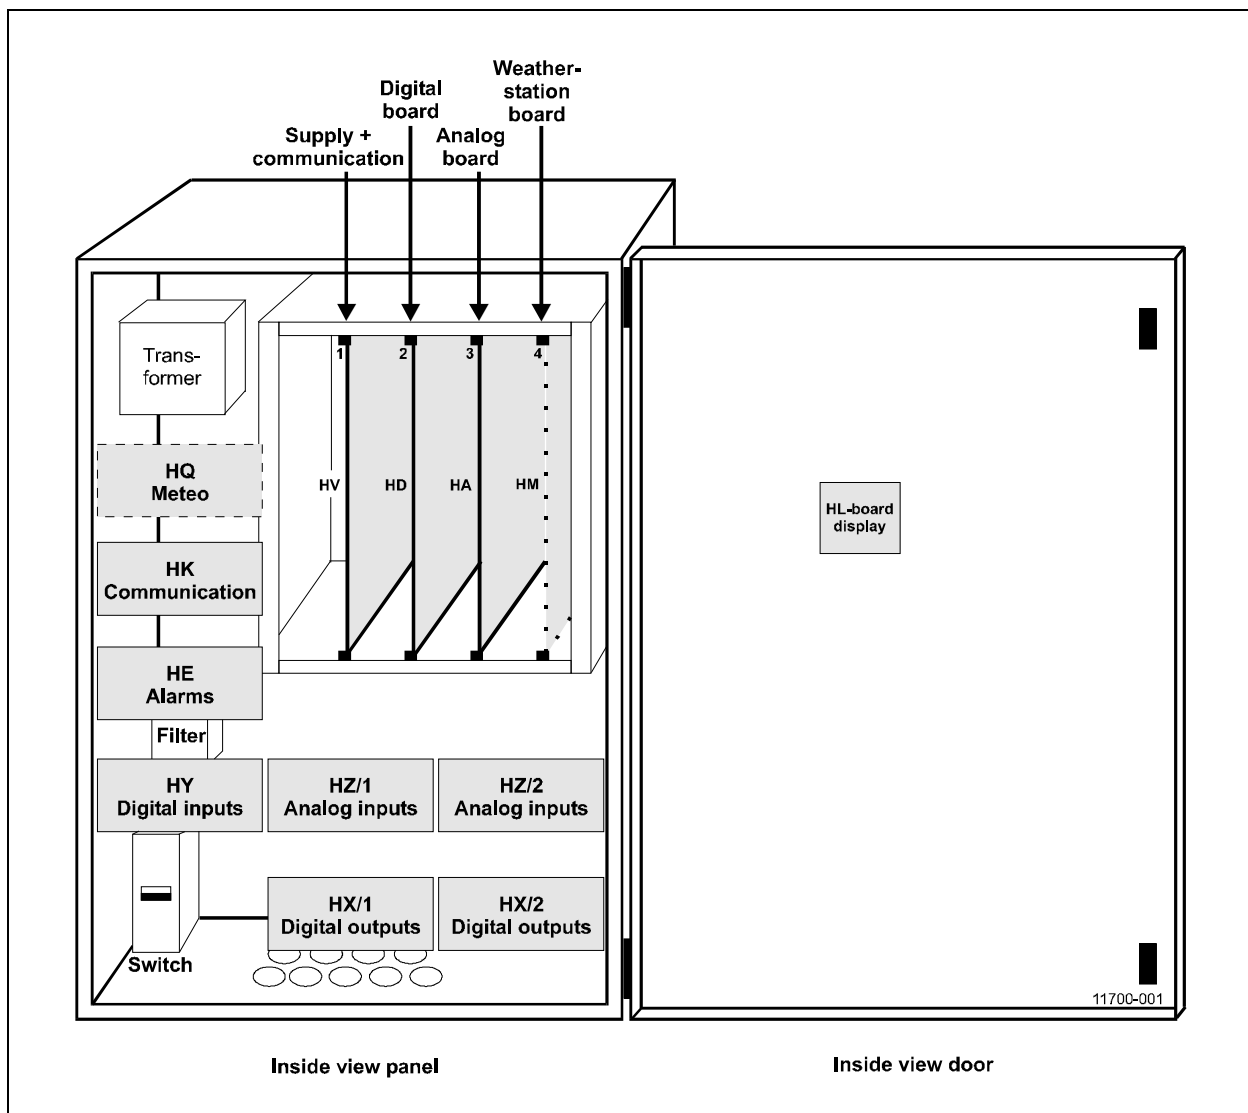 Weather-
station
board
Digital
board
Supply +
communication
Analog
board
Trans-
former
1
2
3
4
HQ
Meteo
HV
HD
HA
HM
HL-board
display
HK
Communication
HE
Alarms
Filter
HY
Digital inputs
HZ/1
Analog inputs
HZ/2
Analog inputs
HX/1
Digital outputs
HX/2
Digital outputs
Switch
11700-001
Inside view panel
Inside view door